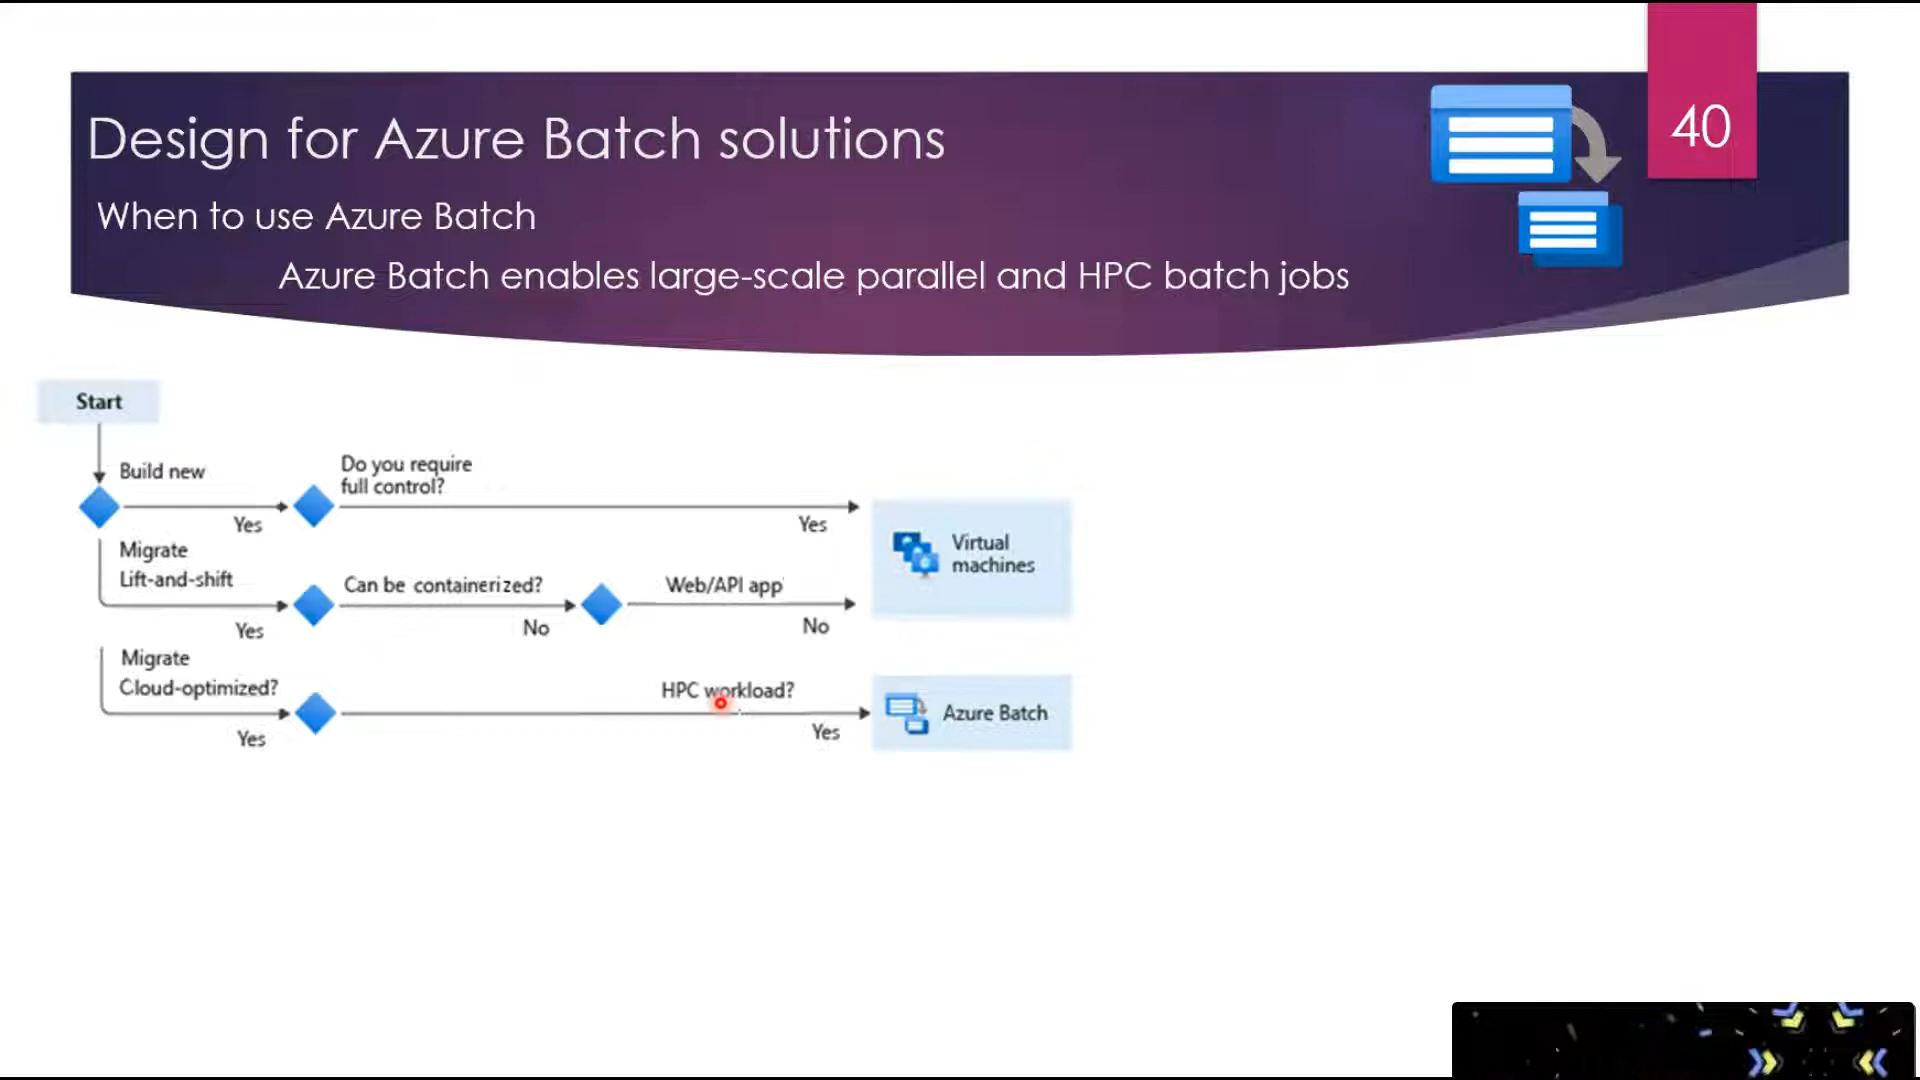 40
Design for Azure Batch solutions
When to use Azure Batch
Azure Batch enables large-scale parallel and HPC batch jobs
Start
Build new
Yes
Do you require
full control?
Yes
Virtual
machines
Migrate
Lift-and-shift
Yes
Can be containerized?
No
Web/API app
No
Migrate
Cloud-optimized?
Yes
HPC workload?
Yes
Azure Batch